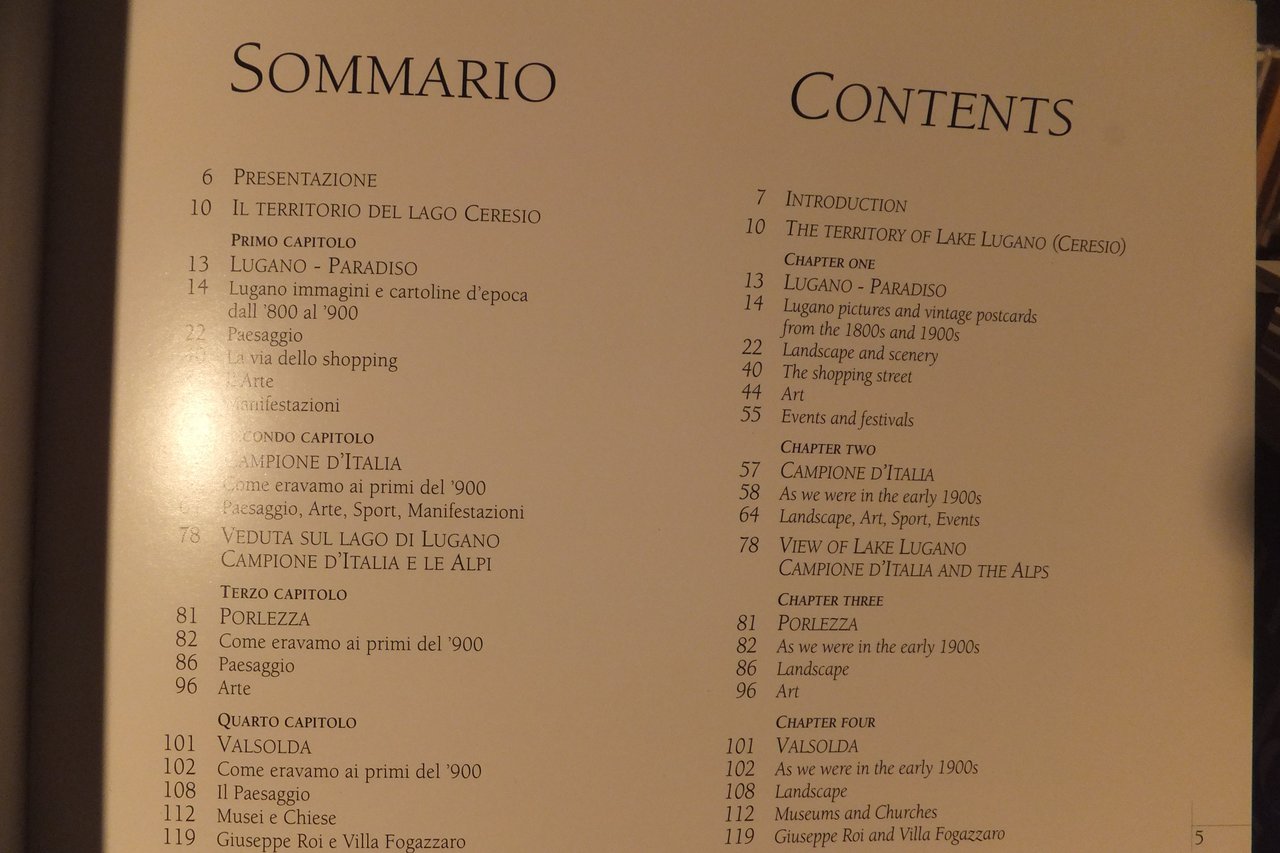 SOMMARIO
6 PRESENTAZIONE
10 IL TERRITORIO DEL LAGO CERESIO
PRIMO CAPITOLO
13 LUGANO - PARADISO
14 Lugano immagini e cartoline d'epoca
dall '800 al '900
22 Paesaggio
La via dello shopping
Arte
Manifestazioni
SECONDO CAPITOLO
CAMPIONE D'ITALIA
Come eravamo ai primi del '900
Paesaggio, Arte, Sport, Manifestazioni
78 VEDUTA SUL LAGO DI LUGANO
CAMPIONE D'ITALIA E LE ALPI
TERZO CAPITOLO
81 PORLEZZA
82 Come eravamo ai primi del '900
86 Paesaggio
96 Arte
QUARTO CAPITOLO
101 VALSOLDA
102 Come eravamo ai primi del '900
108 Il Paesaggio
112 Musei e Chiese
119 Giuseppe Roi e Villa Fogazzaro
CONTENTS
7 INTRODUCTION
10 THE TERRITORY OF LAKE LUGANO (CERESIO)
CHAPTER ONE
13 LUGANO - PARADISO
14 Lugano pictures and vintage postcards
from the 1800s and 1900s
22 Landscape and scenery
40 The shopping street
44 Art
55 Events and festivals
CHAPTER TWO
57 CAMPIONE D'ITALIA
58 As we were in the early 1900s
64 Landscape, Art, Sport, Events
78 VIEW OF LAKE LUGANO
CAMPIONE D'ITALIA AND THE ALPS
CHAPTER THREE
81 PORLEZZA
82 As we were in the early 1900s
86 Landscape
96 Art
CHAPTER FOUR
101 VALSOLDA
102 As we were in the early 1900s
108 Landscape
112 Museums and Churches
119 Giuseppe Roi and Villa Fogazzaro
5